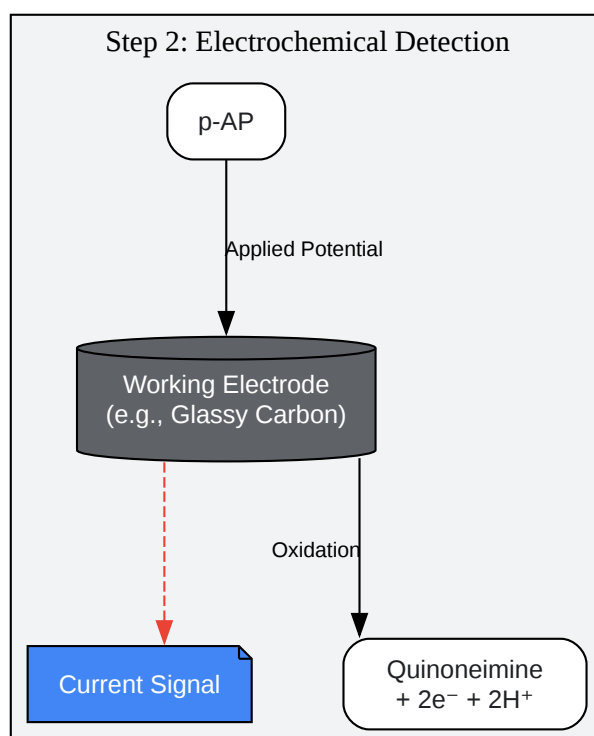 Step 2: Electrochemical Detection
p-AP
Applied Potential
Working Electrode
(e.g., Glassy Carbon)
Oxidation
Current Signal
Quinoneimine
+ 2e⁻ + 2H⁺